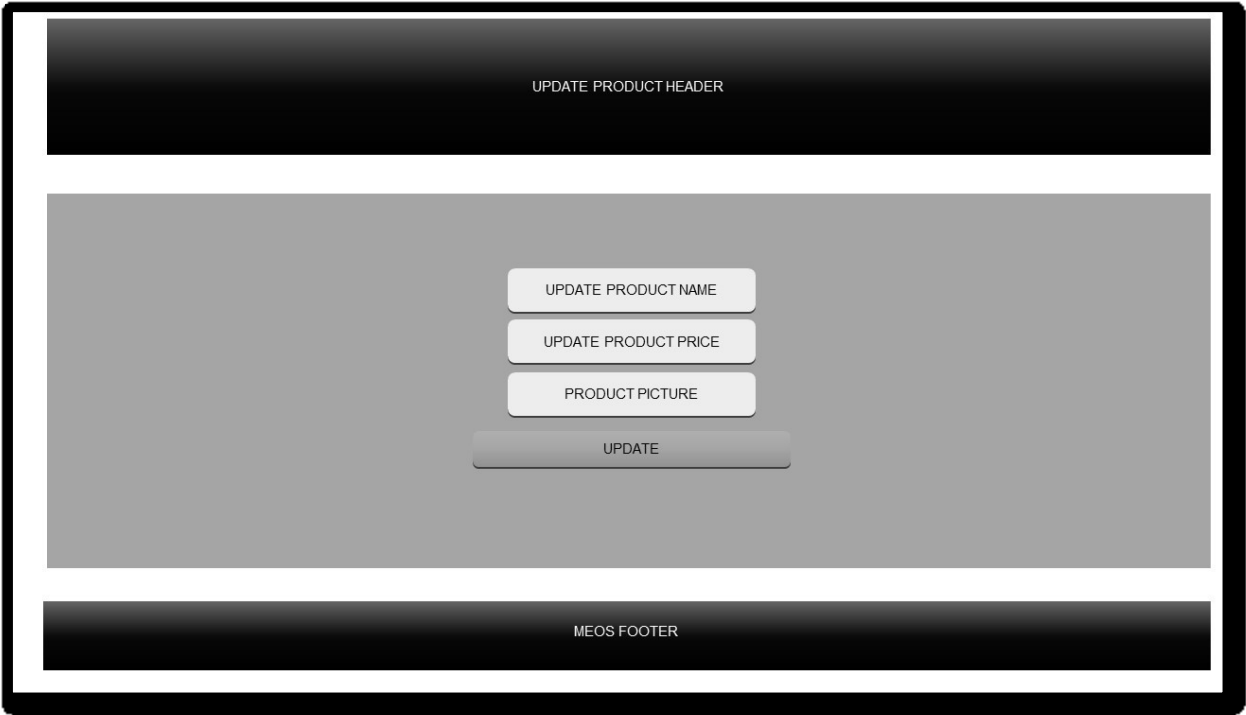 UPDATE PRODUCT HEADER
UPDATE PRODUCT NAME
UPDATE PRODUCT PRICE
PRODUCT PICTURE
UPDATE
MEOS FOOTER